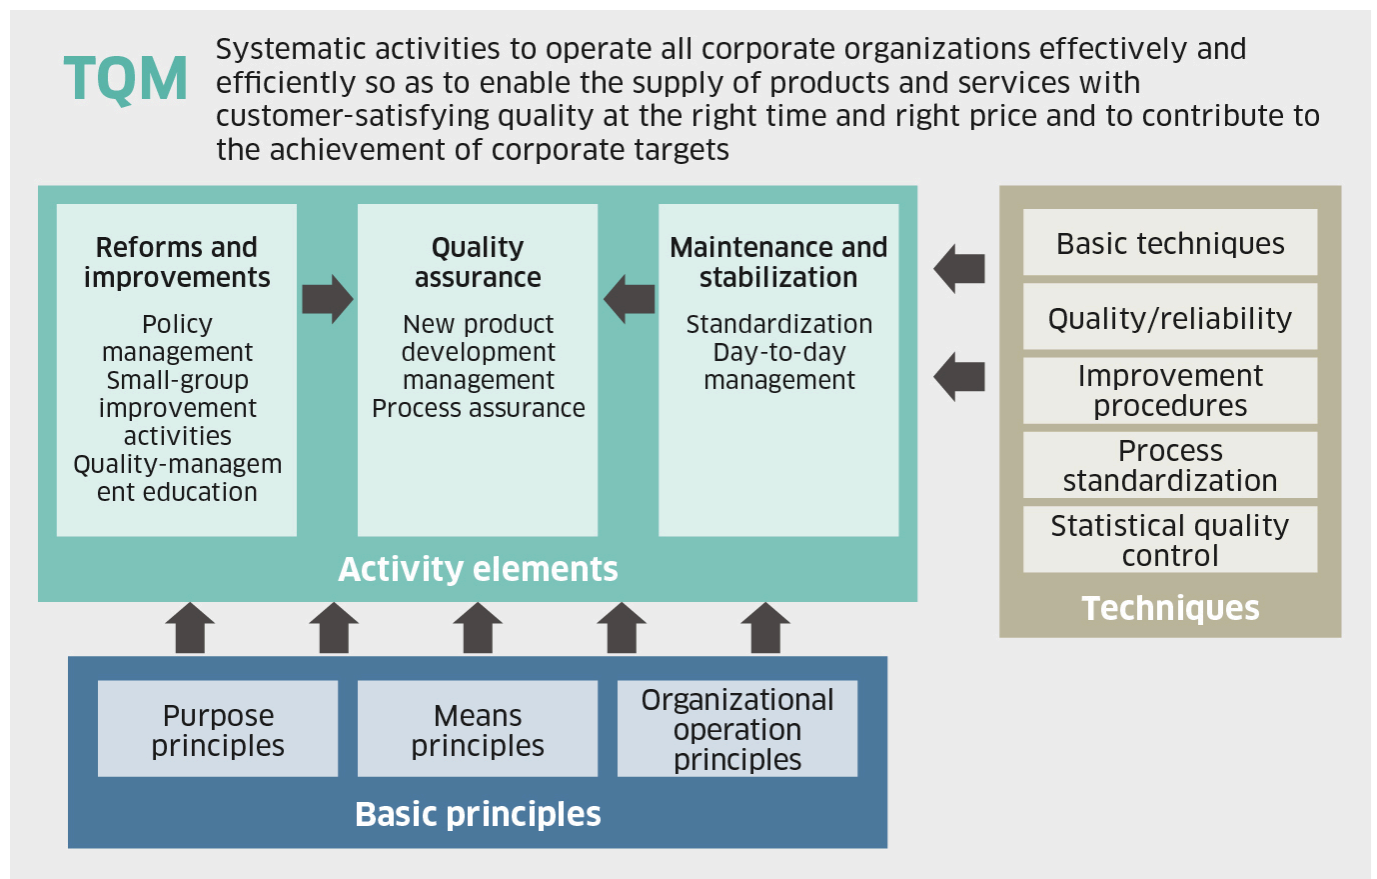 TQM
Systematic activities to operate all corporate organizations effectively and
efficiently so as to enable the supply of products and services with
customer-satisfying quality at the right time and right price and to contribute to
the achievement of corporate targets
Reforms and
improvements
Policy
management
Small-group
improvement
activities
Quality-managem
ent education
Quality
assurance
New product
development
management
Process assurance
Maintenance and
stabilization
Standardization
Day-to-day
management
Activity elements
Basic techniques
Quality/reliability
Improvement
procedures
Process
standardization
Statistical quality
control
Techniques
Purpose
principles
Means
principles
Organizational
operation
principles
Basic principles